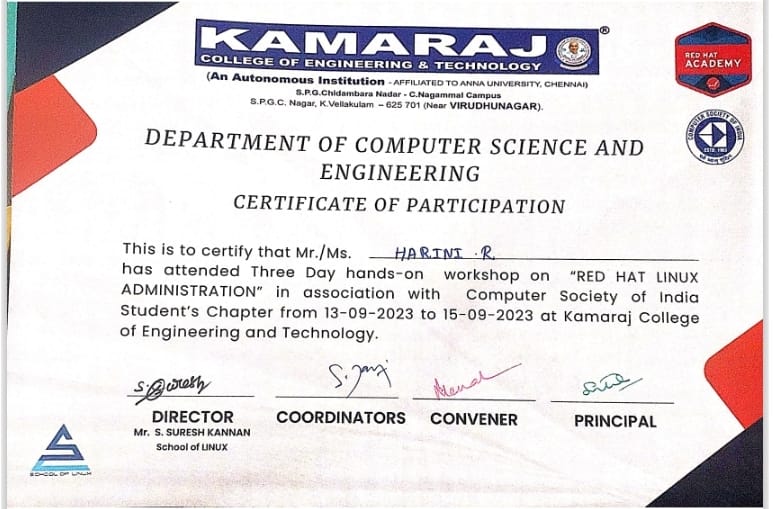 KAMARAJ ®
COLLEGE OF ENGINEERING & TECHNOLOGY
(An Autonomous Institution - AFFILIATED TO ANNA UNIVERSITY, CHENNAI)
S.P.G.Chidambara Nadar - C.Nagammal Campus
S.P.G.C. Nagar, K.Vellakulam – 625 701 (Near VIRUDHUNAGAR).
RED HAT
ACADEMY
COMPUTER SOCIETY OF INDIA
ESTD. 1965
DEPARTMENT OF COMPUTER SCIENCE AND
ENGINEERING
CERTIFICATE OF PARTICIPATION
This is to certify that Mr./Ms. HARINI .R
has attended Three Day hands-on workshop on “RED HAT LINUX
ADMINISTRATION” in association with Computer Society of India
Student’s Chapter from 13-09-2023 to 15-09-2023 at Kamaraj College
of Engineering and Technology.
S. Suresh
DIRECTOR COORDINATORS CONVENER PRINCIPAL
Mr. S. SURESH KANNAN
School of LINUX
SCHOOL OF LINUX